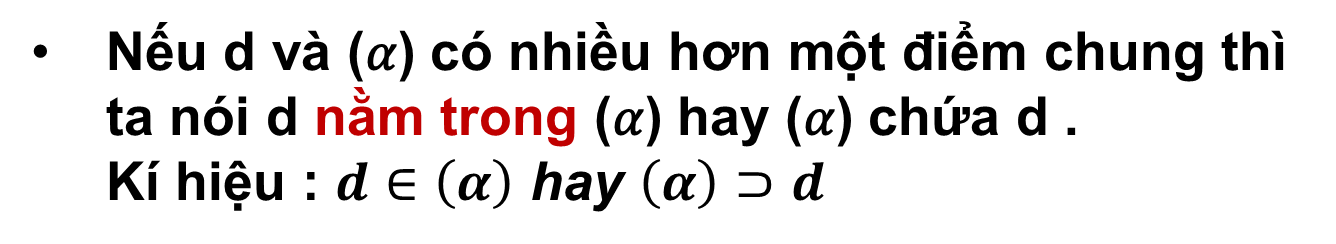 • Nếu d và (𝛼) có nhiều hơn một điểm chung thì
ta nói d nằm trong (𝛼) hay (𝛼) chứa d .
Kí hiệu : 𝒅 ∈ (𝜶) hay (𝜶) ⊃ 𝒅